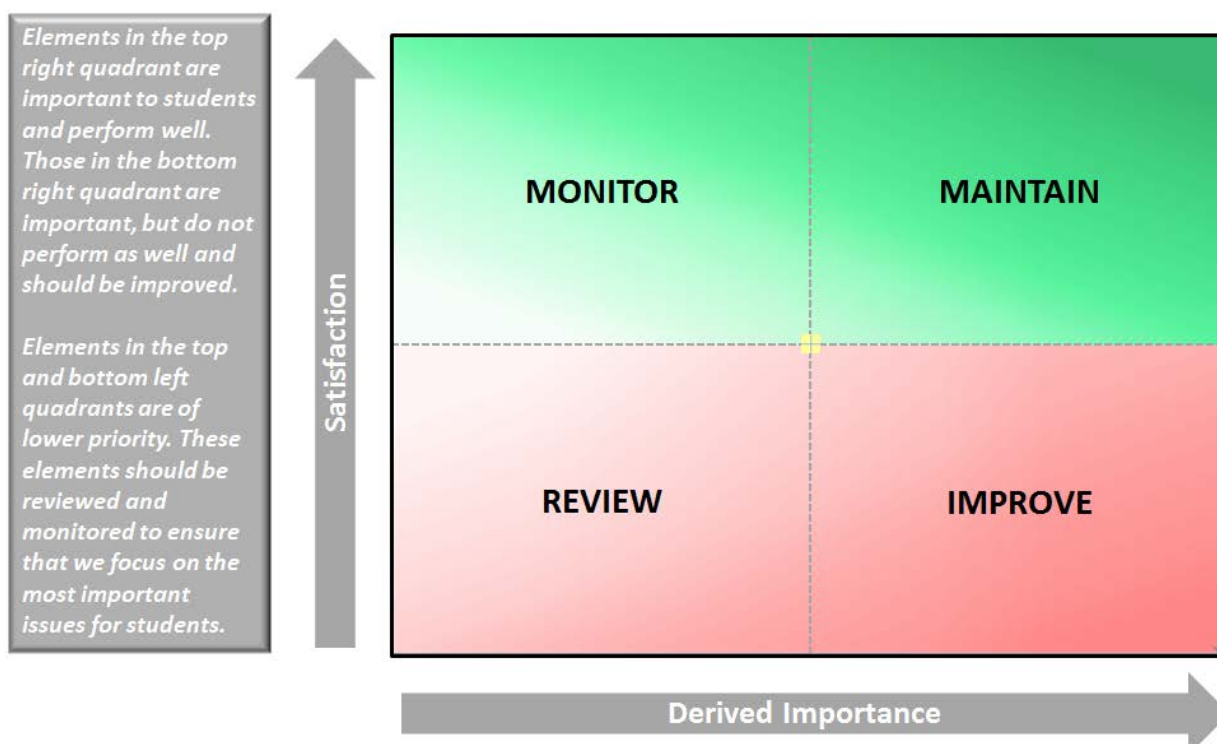 Elements in the top
right quadrant are
important to students
and perform well.
Those in the bottom
right quadrant are
important, but do not
perform as well and
should be improved.
Elements in the top
and bottom left
quadrants are of
lower priority. These
elements should be
reviewed and
monitored to ensure
that we focus on the
most important
issues for students.
Satisfaction
MONITOR
MAINTAIN
REVIEW
IMPROVE
Derived Importance